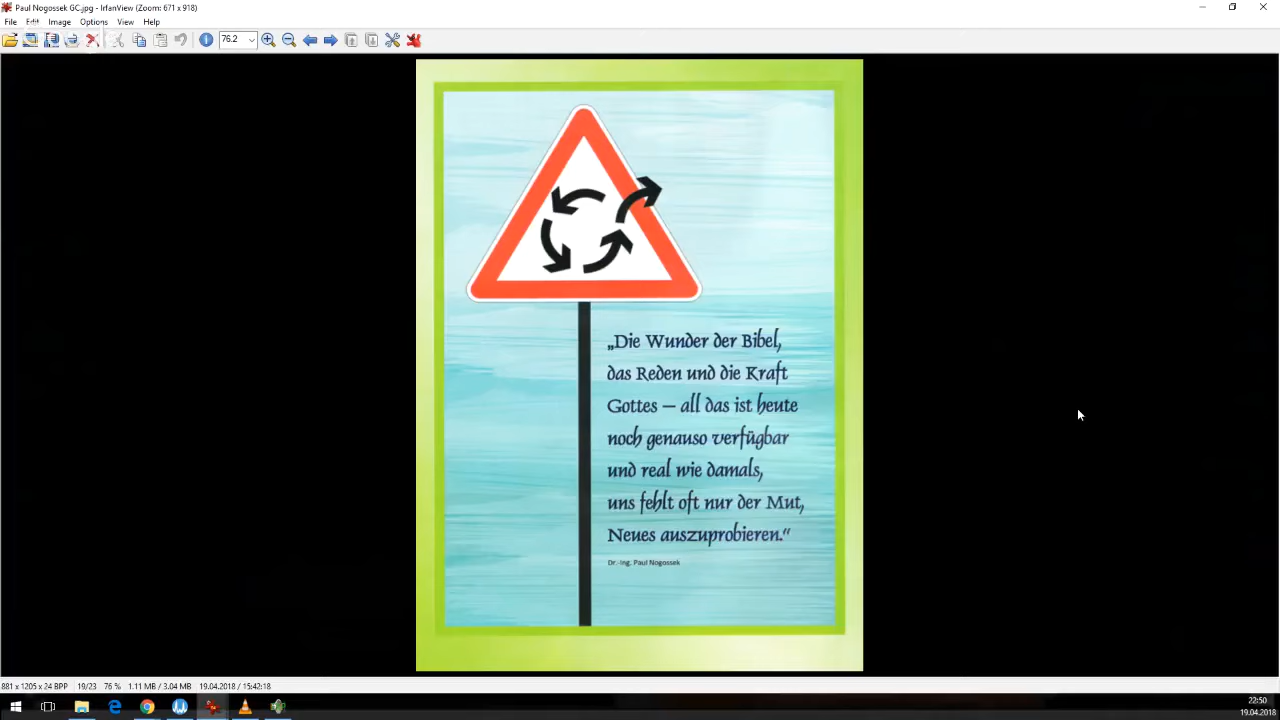 Paul Nogossek GC.jpg - IrfanView (Zoom: 671 x 918)
File Edit Image Options View Help
76.2
„Die Wunder der Bibel,
das Reden und die Kraft
Gottes – all das ist heute
noch genauso verfügbar
und real wie damals,
uns fehlt oft nur der Mut,
Neues auszuprobieren.“
Dr.-Ing. Paul Nogossek
881 x 1205 x 24 BPP 19/23 76 % 1.11 MB / 3.04 MB 19.04.2018 / 15:42:18
22:50
19.04.2018